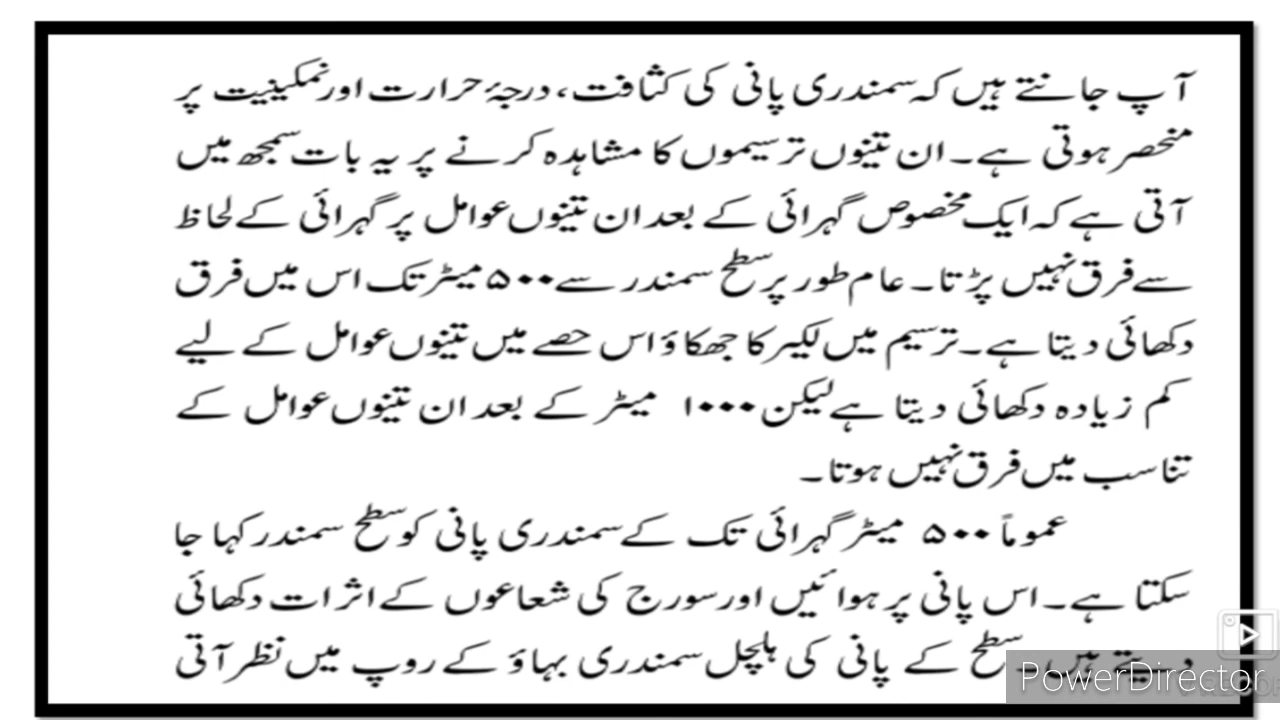 آپ جانتے ہیں کہ سمندری پانی کی کثافت، درجۂ حرارت اور نمکینیت پر
منحصر ہوتی ہے۔ ان تینوں ترسیموں کا مشاہدہ کرنے پر یہ بات سمجھ میں
آتی ہے کہ ایک مخصوص گہرائی کے بعد ان تینوں عوامل پر گہرائی کے لحاظ
سے فرق نہیں پڑتا۔ عام طور پر سطح سمندر سے ۵۰۰ میٹر تک اس میں فرق
دکھائی دیتا ہے۔ ترسیم میں لکیر کا جھکاؤ اس حصے میں تینوں عوامل کے لیے
کم زیادہ دکھائی دیتا ہے لیکن ۱۰۰۰ میٹر کے بعد ان تینوں عوامل کے
تناسب میں فرق نہیں ہوتا۔
عموماً ۵۰۰ میٹر گہرائی تک کے سمندری پانی کو سطح سمندر کہا جا
سکتا ہے۔ اس پانی پر ہوائیں اور سورج کی شعاعوں کے اثرات دکھائی
دیتے ہیں۔ سطح کے پانی کی ہلچل سمندری بہاؤ کے روپ میں نظر آتی
PowerDirector